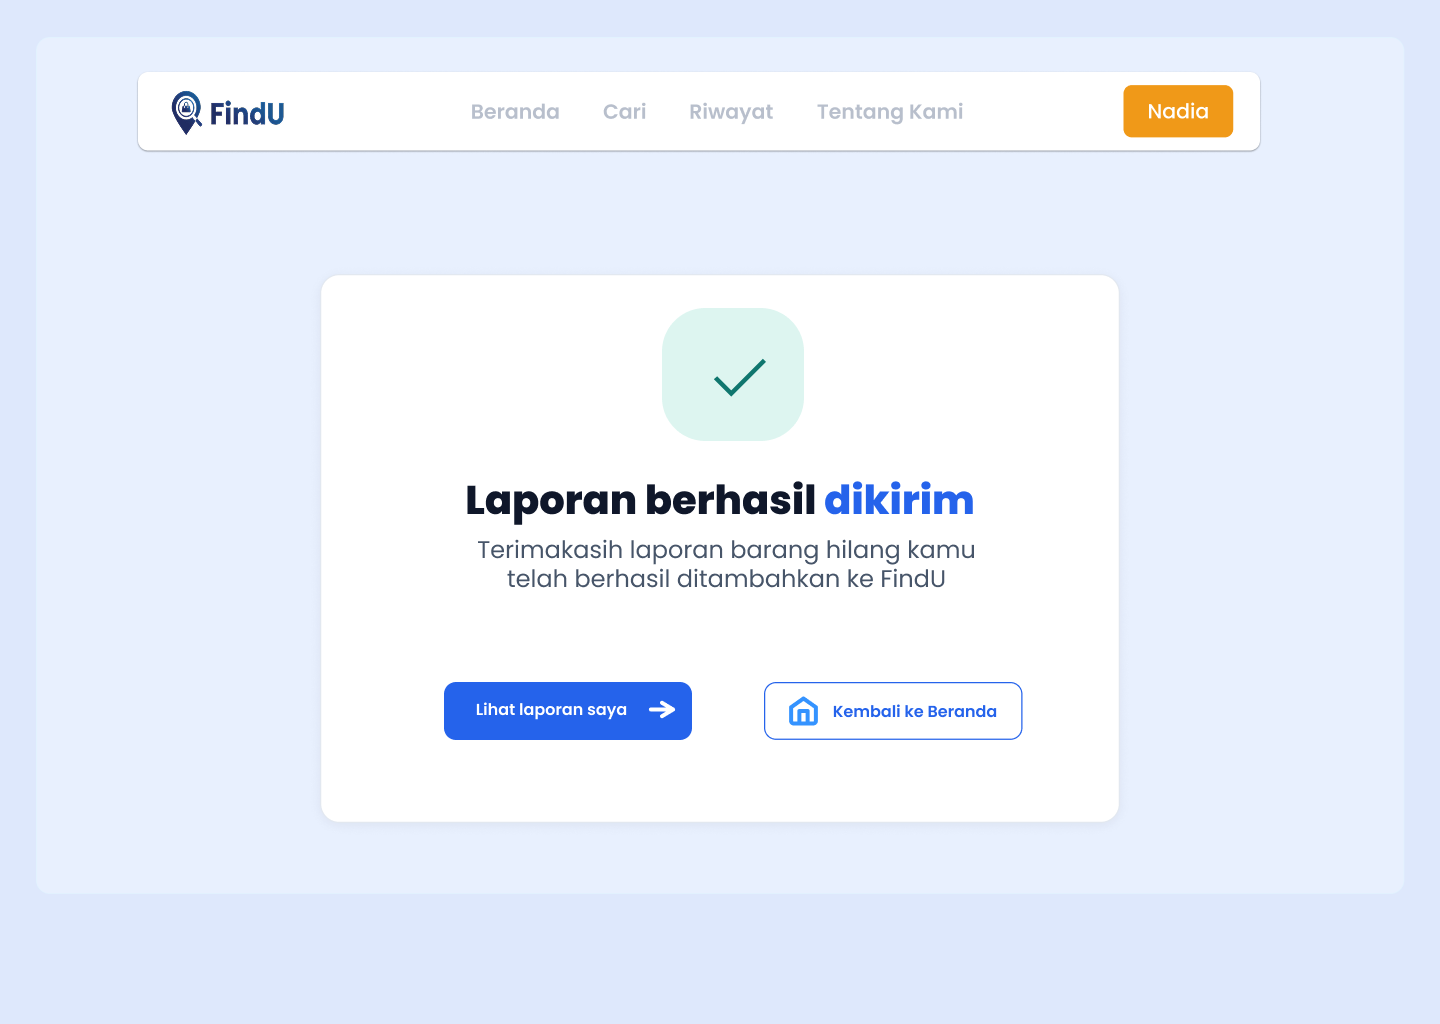 FindU
Beranda
Cari
Riwayat
Tentang Kami
Nadia
Laporan berhasil dikirim
Terimakasih laporan barang hilang kamu
telah berhasil ditambahkan ke FindU
Lihat laporan saya
Kembali ke Beranda